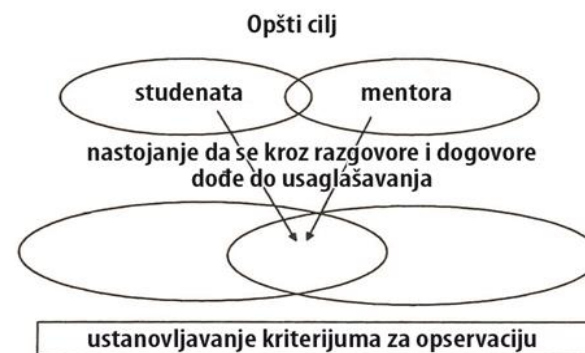 Opšti cilj
studenata
mentora
nastojanje da se kroz razgovore i dogovore
dođe do usaglašavanja
ustanovljavanje kriterijuma za opservaciju